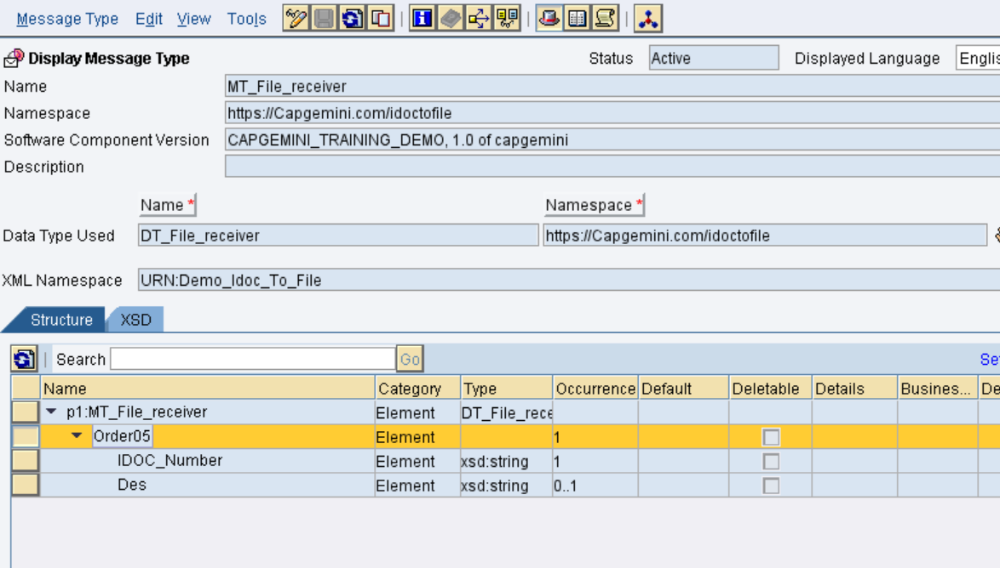 Message Type Edit View Tools
Display Message Type Status Active Displayed Language Englis
Name MT_File_receiver
Namespace https://Capgemini.com/idoctofile
Software Component Version CAPGEMINI_TRAINING_DEMO, 1.0 of capgemini
Description
Name * Namespace *
Data Type Used DT_File_receiver https://Capgemini.com/idoctofile
XML Namespace URN:Demo_Idoc_To_File
Structure XSD
Search Go Se
Name Category Type Occurrence Default Deletable Details Busines... De
p1:MT_File_receiver Element DT_File_rece
Order05 Element 1
IDOC_Number Element xsd:string 1
Des Element xsd:string 0..1